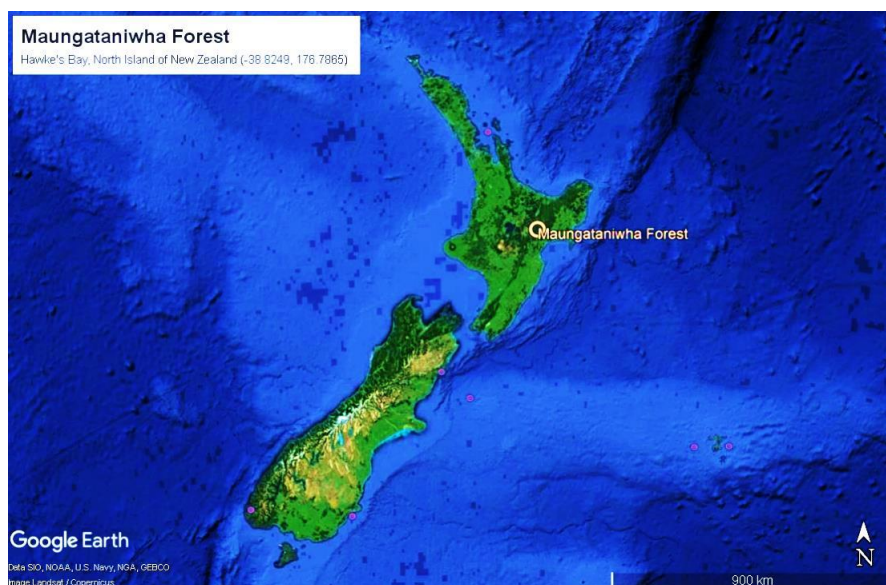 Maungataniwha Forest
Hawke's Bay, North Island of New Zealand (-38.8249, 176.7865)
Maungataniwha Forest
Google Earth
Data SIO, NOAA, U.S. Navy, NGA, GEBCO
Image Landsat / Copernicus
N
900 km